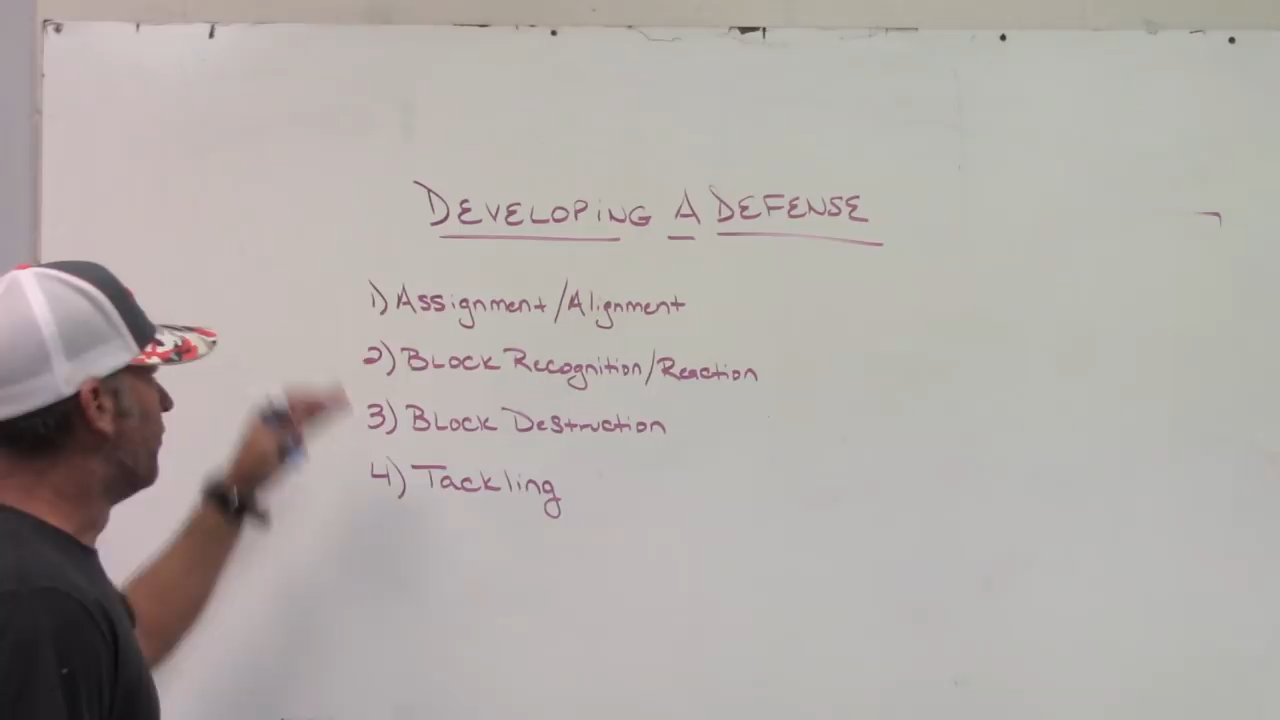 DEVELOPiNG A DEFENSE
1) Assignment/Alignment
2) Block Recognition/Reaction
3) Block Destruction
4) Tackling